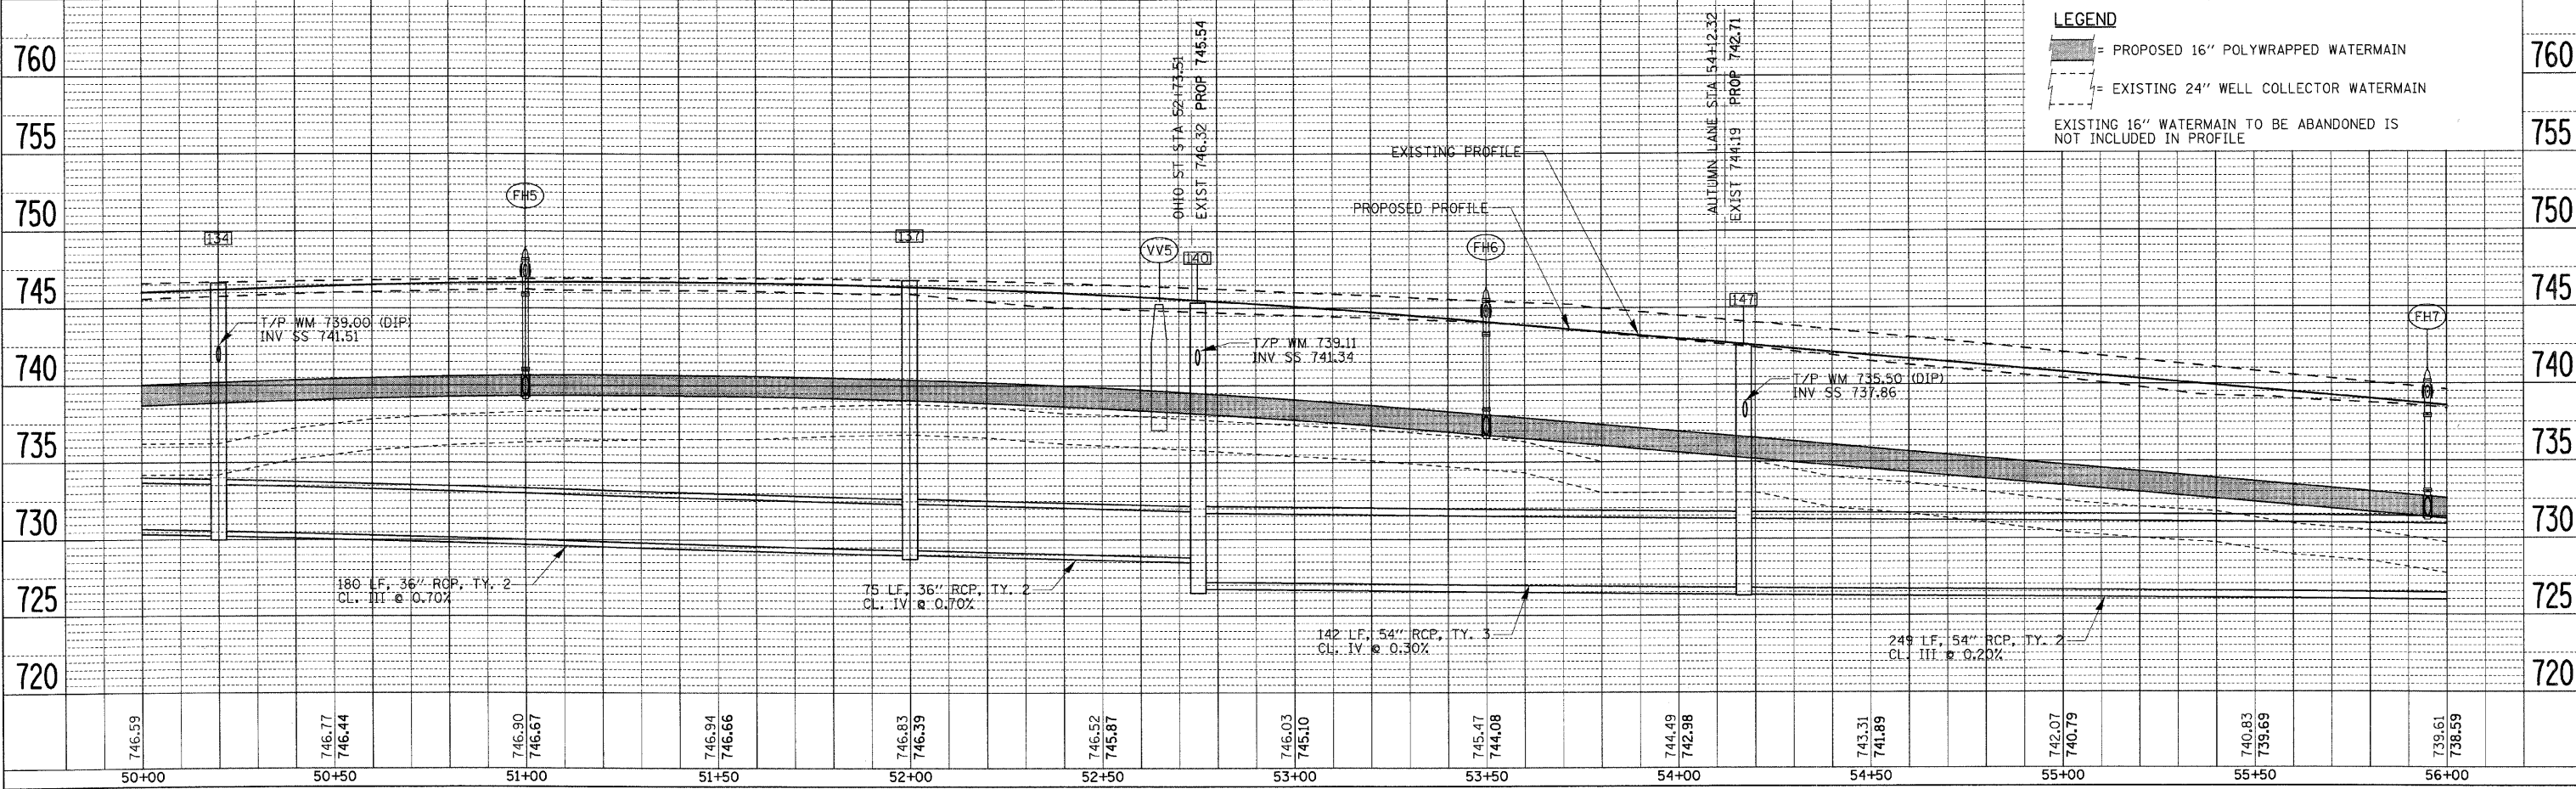 LEGEND
= PROPOSED 16" POLYWRAPPED WATERMAIN
= EXISTING 24" WELL COLLECTOR WATERMAIN
EXISTING 16" WATERMAIN TO BE ABANDONED IS
NOT INCLUDED IN PROFILE
760
755
750
745
740
735
730
725
720
760
755
750
745
740
735
730
725
720
OHIO ST STA 52+73.51
EXIST 746.32 PROP 745.54
AUTUMN LANE STA 54+12.32
EXIST 744.19 PROP 742.71
EXISTING PROFILE
PROPOSED PROFILE
134
FH5
137
VV5
140
FH6
147
FH7
T/P WM 739.00 (DIP)
INV SS 741.51
T/P WM 739.11
INV SS 741.34
T/P WM 735.50 (DIP)
INV SS 737.86
180 LF, 36" RCP, TY. 2
CL. III @ 0.70%
75 LF, 36" RCP, TY. 2
CL. IV @ 0.70%
142 LF, 54" RCP, TY. 3
CL. IV @ 0.30%
249 LF, 54" RCP, TY. 2
CL. III @ 0.20%
746.59
746.77
746.44
746.90
746.67
746.94
746.66
746.83
746.39
746.52
745.87
746.03
745.10
745.47
744.08
744.49
742.98
743.31
741.89
742.07
740.79
740.83
739.69
739.61
738.59
50+00
50+50
51+00
51+50
52+00
52+50
53+00
53+50
54+00
54+50
55+00
55+50
56+00